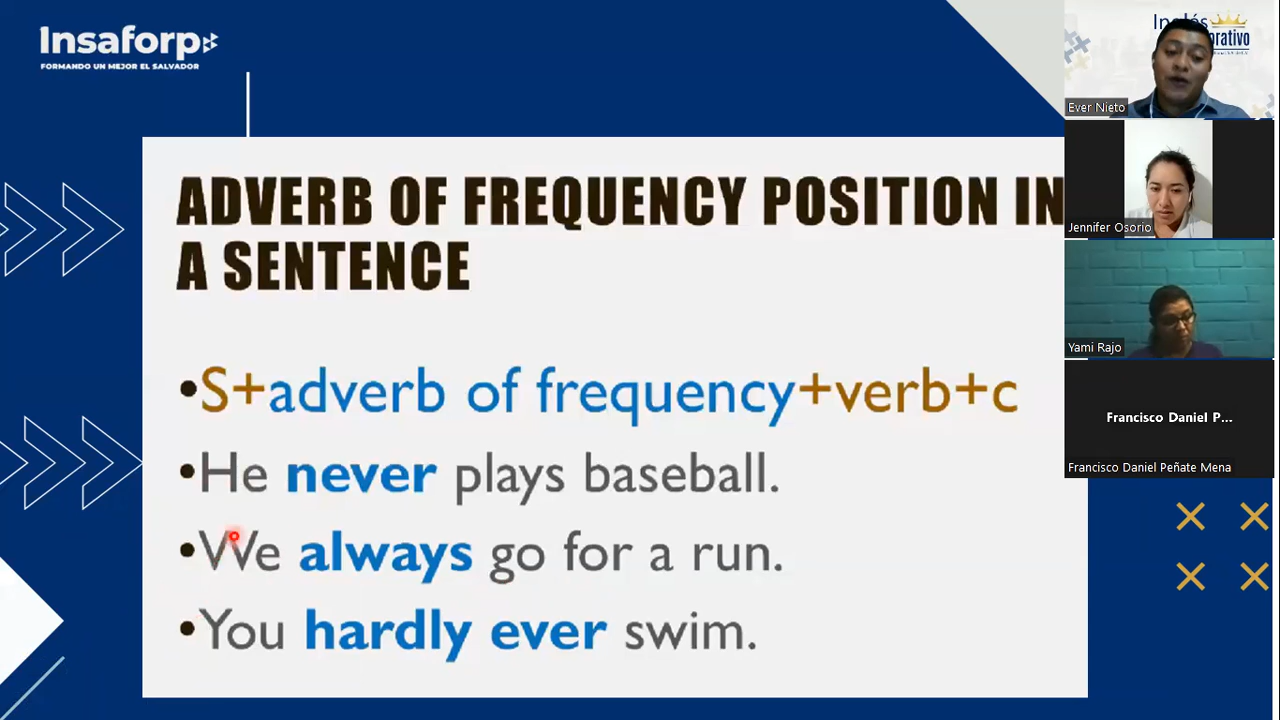 Insaforp
FORMANDO UN MEJOR EL SALVADOR
ADVERB OF FREQUENCY POSITION IN
A SENTENCE
•S+adverb of frequency+verb+c
•He never plays baseball.
•We always go for a run.
•You hardly ever swim.
Inglés
Ever Nieto
Jennifer Osorio
Yami Rajo
Francisco Daniel P...
Francisco Daniel Peñate Mena